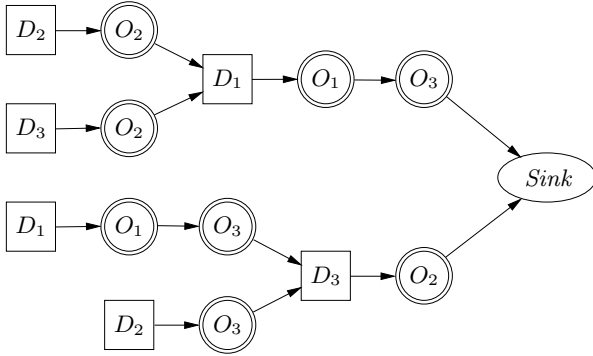 D₂ O₂
D₁ O₁ O₃
D₃ O₂
Sink
D₁ O₁ O₃
D₃ O₂
D₂ O₃